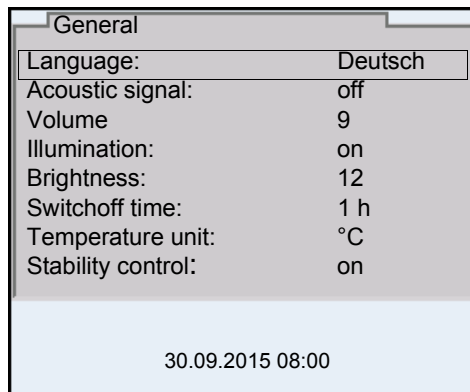 General
Language: Deutsch
Acoustic signal: off
Volume 9
Illumination: on
Brightness: 12
Switchoff time: 1 h
Temperature unit: °C
Stability control: on
30.09.2015 08:00